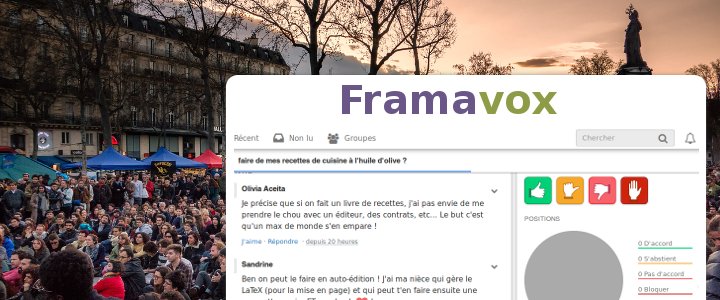 Framavox
Récent Non lu Groupes Chercher
faire de mes recettes de cuisine à l'huile d'olive ?
Olivia Aceita
Je précise que si on fait un livre de recettes, j'ai pas envie de me
prendre le chou avec un éditeur, des contrats, etc... Le but c'est
qu'un max de monde s'en empare !
J'aime · Répondre · depuis 20 heures
Sandrine
Ben on peut le faire en auto-édition ! J'ai ma nièce qui gère le
LaTeX (pour la mise en page) et qui peut t'en faire ensuite une
POSITIONS
0 D'accord
0 S'abstient
0 Pas d'accord
0 Bloquer